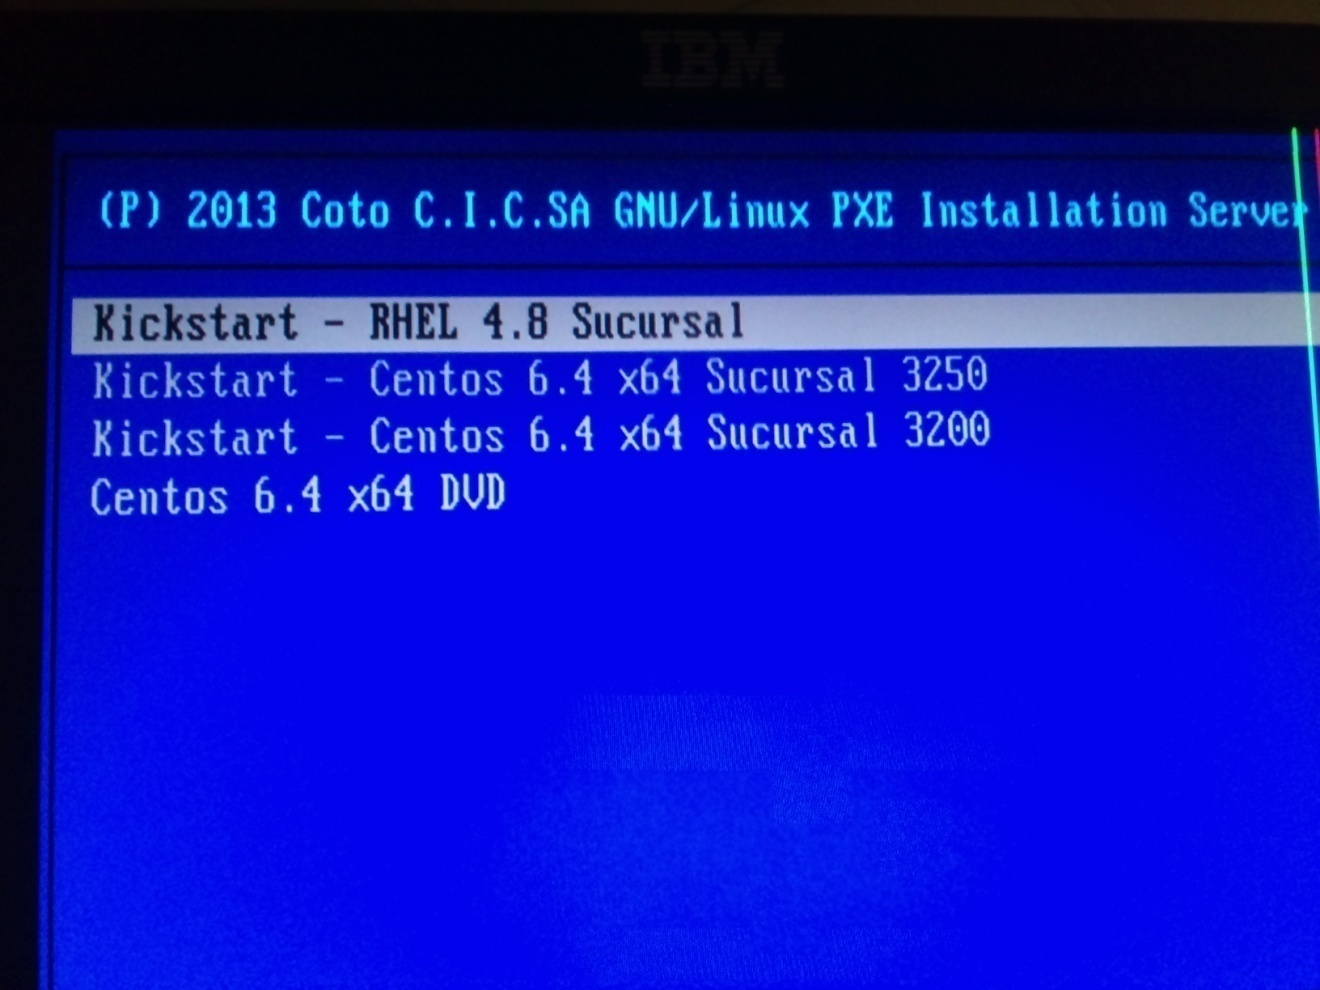 IBM
(P) 2013 Coto C.I.C.SA GNU/Linux PXE Installation Server
Kickstart - RHEL 4.8 Sucursal
Kickstart - Centos 6.4 x64 Sucursal 3250
Kickstart - Centos 6.4 x64 Sucursal 3200
Centos 6.4 x64 DVD